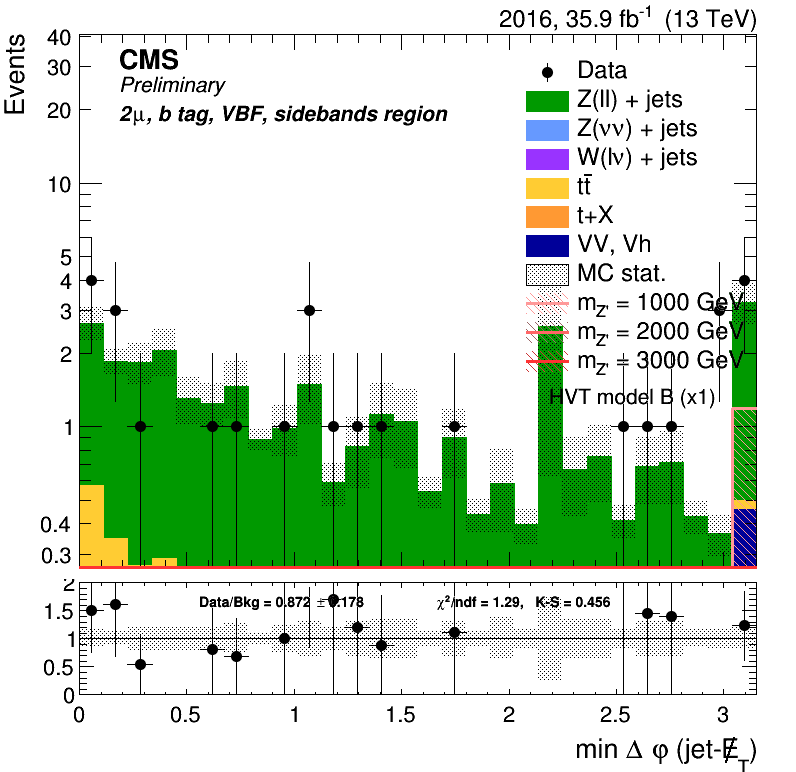 2016, 35.9 fb⁻¹ (13 TeV)
Events
CMS
Preliminary
2μ, b tag, VBF, sidebands region
Data
Z(ll) + jets
Z(νν) + jets
W(lν) + jets
tt̄
t+X
VV, Vh
MC stat.
m_Z' = 1000 GeV
m_Z' = 2000 GeV
m_Z' = 3000 GeV
HVT model B (x1)
40
30
20
10
5
4
3
2
1
0.4
0.3
Data/Bkg = 0.872 ± 0.178 χ²/ndf = 1.29, K-S = 0.456
2
1.5
1
0.5
0
0 0.5 1 1.5 2 2.5 3
min Δ φ (jet-E̸_T)